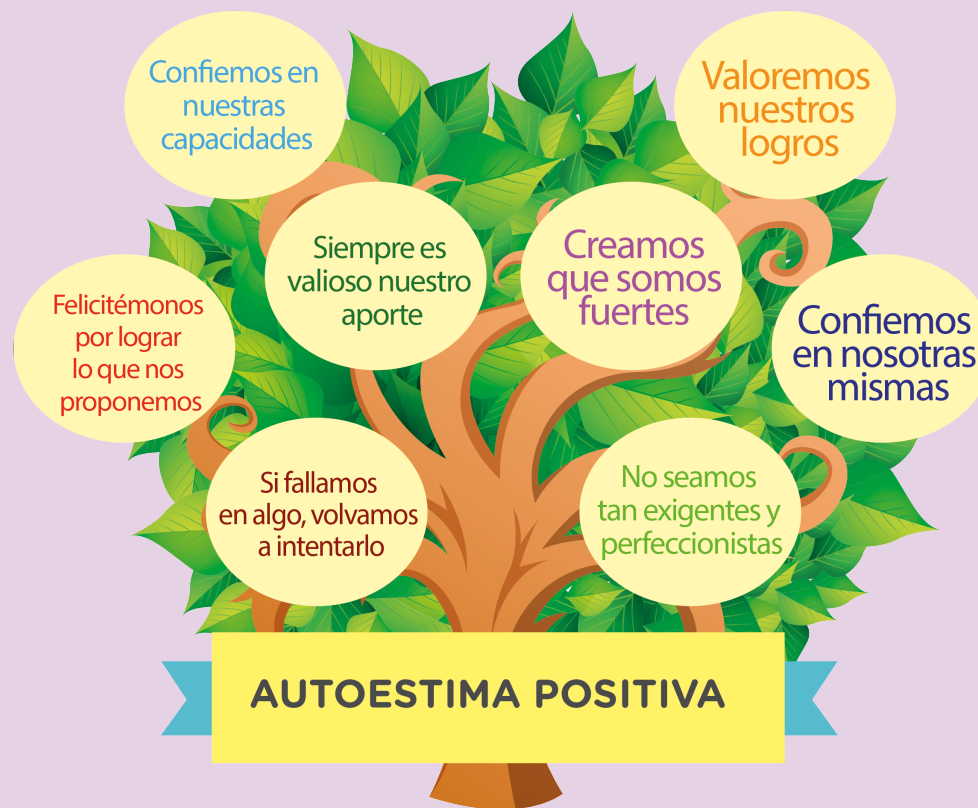 Confiemos en
nuestras
capacidades
Valoremos
nuestros
logros
Siempre es
valioso nuestro
aporte
Creamos
que somos
fuertes
Felicitémonos
por lograr
lo que nos
proponemos
Confiemos
en nosotras
mismas
Si fallamos
en algo, volvamos
a intentarlo
No seamos
tan exigentes y
perfeccionistas
AUTOESTIMA POSITIVA